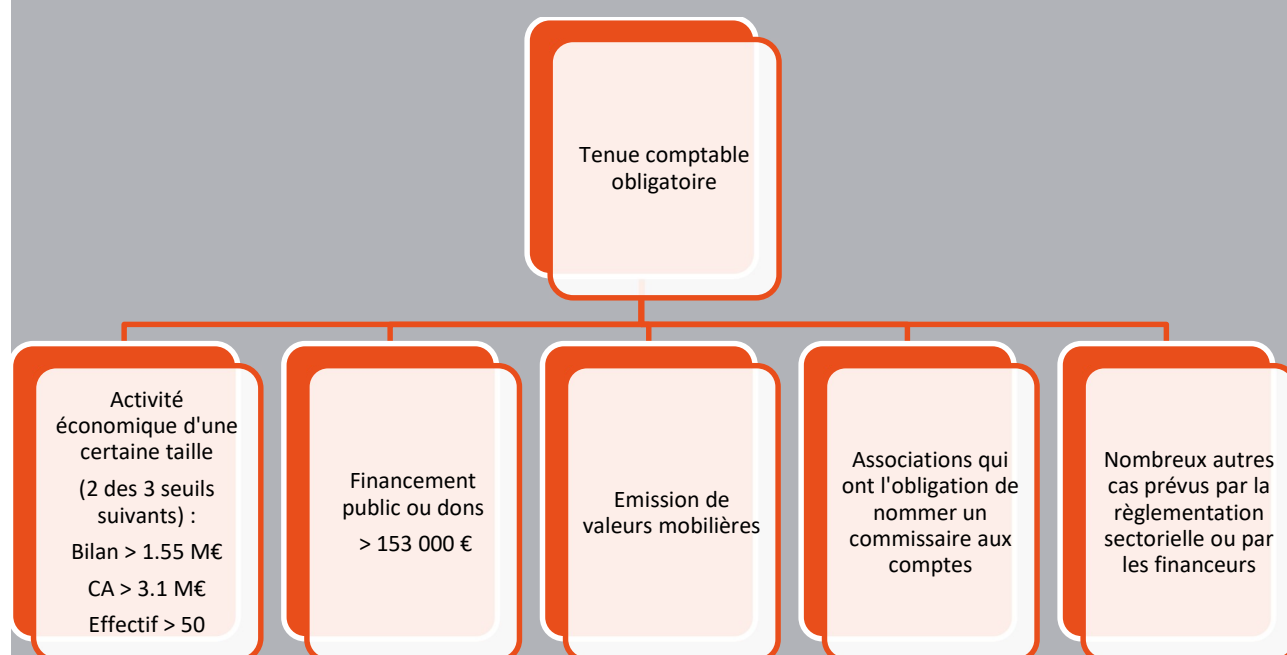 Tenue comptable
obligatoire
Activité
économique d'une
certaine taille
(2 des 3 seuils
suivants) :
Bilan > 1.55 M€
CA > 3.1 M€
Effectif > 50
Financement
public ou dons
> 153 000 €
Emission de
valeurs mobilières
Associations qui
ont l'obligation de
nommer un
commissaire aux
comptes
Nombreux autres
cas prévus par la
règlementation
sectorielle ou par
les financeurs